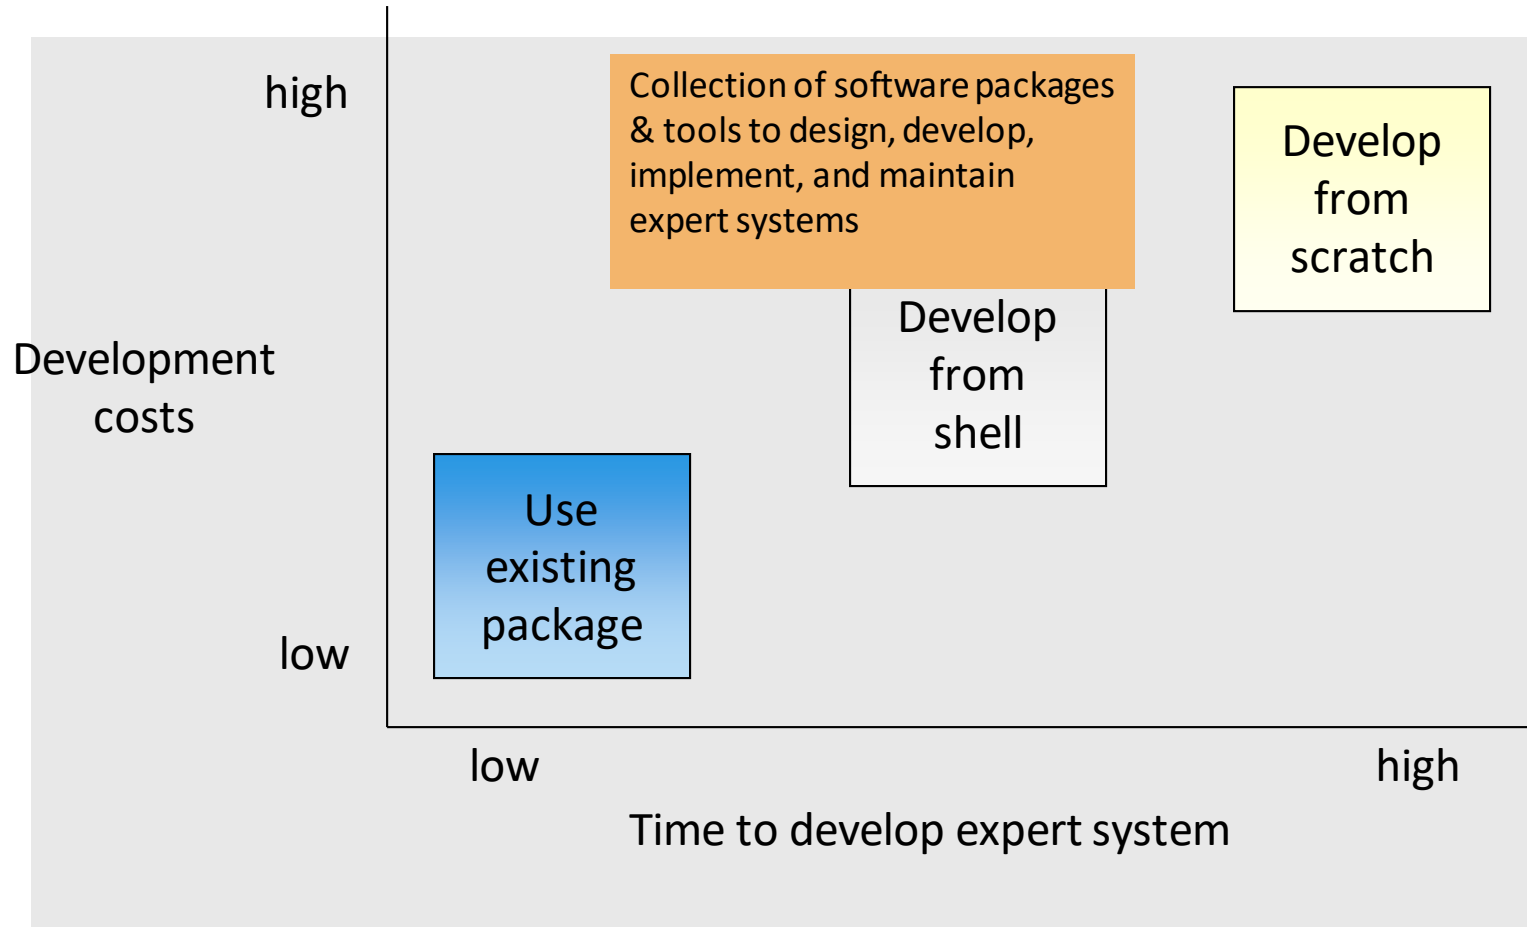 high
Collection of software packages
& tools to design, develop,
implement, and maintain
expert systems
Develop
from
scratch
Develop
from
shell
Development
costs
Use
existing
package
low
low
high
Time to develop expert system